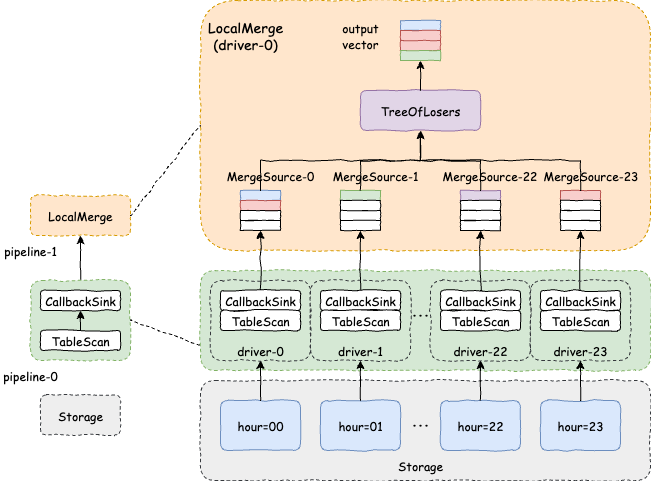 LocalMerge
(driver-0)
output
vector
TreeOfLosers
MergeSource-0
MergeSource-1
MergeSource-22
MergeSource-23
LocalMerge
pipeline-1
CallbackSink
TableScan
pipeline-0
Storage
CallbackSink
TableScan
driver-0
CallbackSink
TableScan
driver-1
...
CallbackSink
TableScan
driver-22
CallbackSink
TableScan
driver-23
hour=00
hour=01
...
hour=22
hour=23
Storage